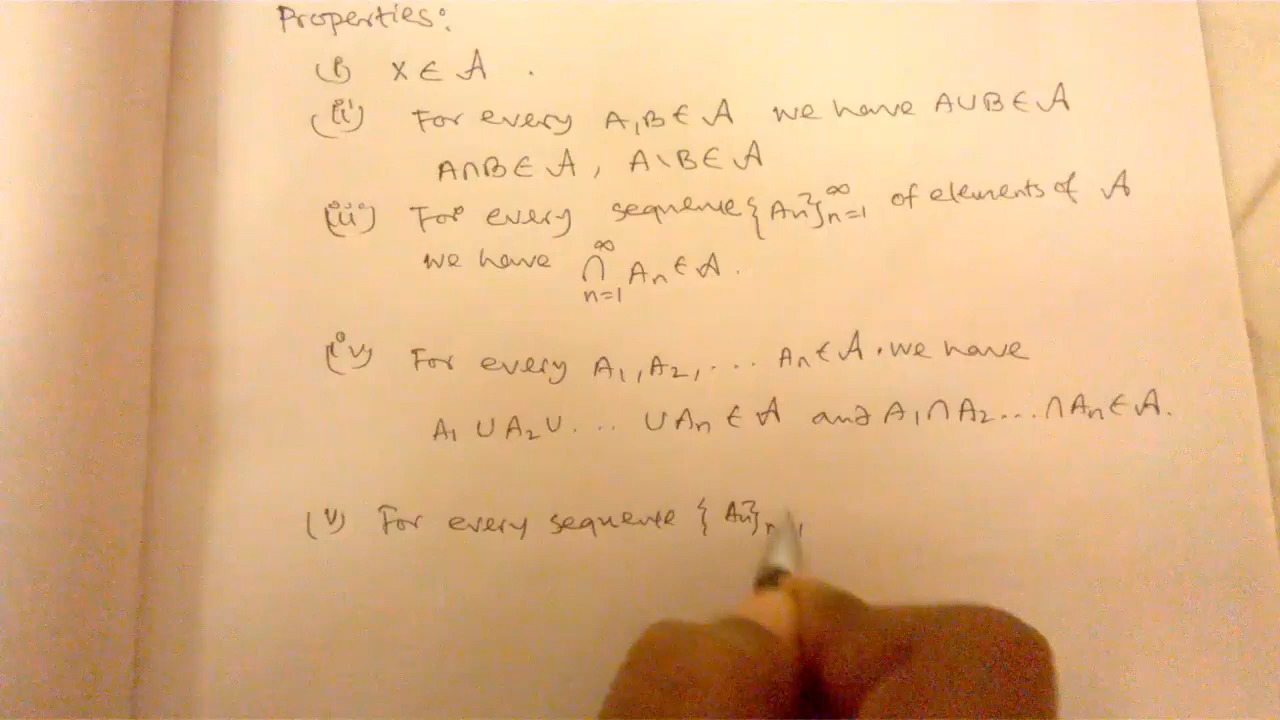 Properties:
(i) X ∈ A .
(ii) For every A, B ∈ A we have A ∪ B ∈ A
A ∩ B ∈ A, A \ B ∈ A
(iii) For every sequence {An}∞n=1 of elements of A
we have ∞⋂n=1 An ∈ A.
(iv) For every A1, A2, ... An ∈ A. we have
A1 ∪ A2 ∪ ... ∪ An ∈ A and A1 ∩ A2 ... ∩ An ∈ A.
(v) For every sequence {An}n 1